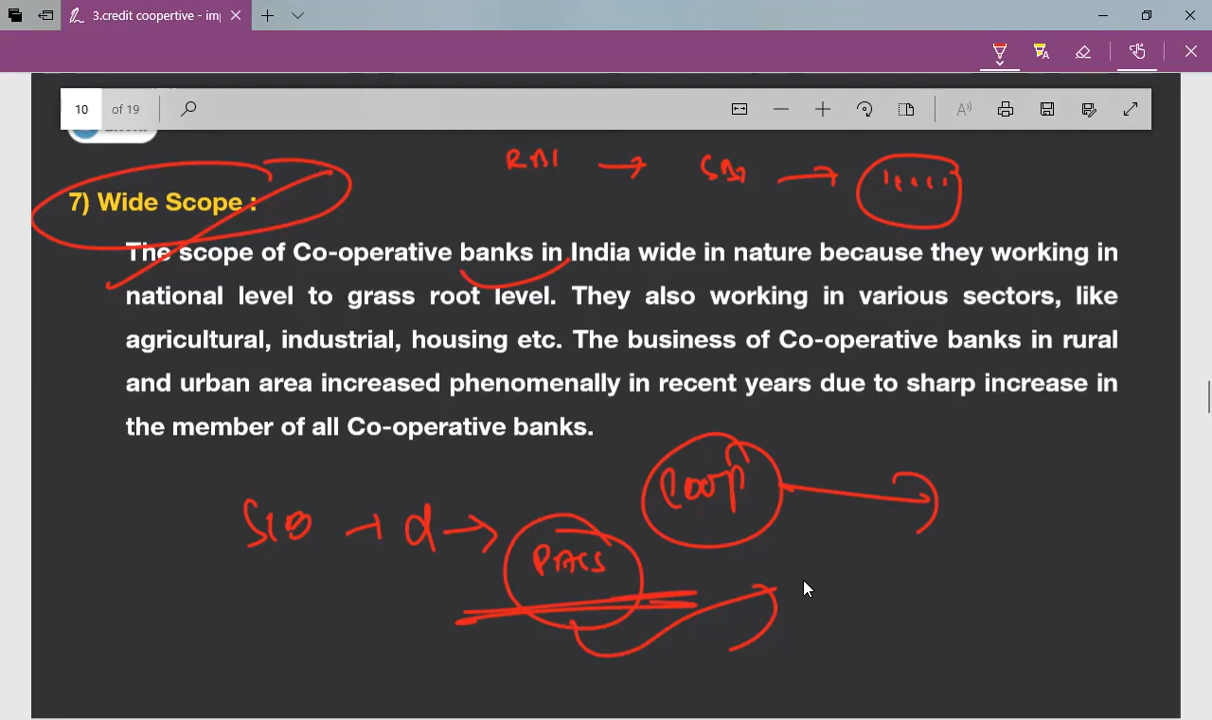 3.credit coopertive - im
10 of 19
RBI → SBI →
7) Wide Scope :
The scope of Co-operative banks in India wide in nature because they working in
national level to grass root level. They also working in various sectors, like
agricultural, industrial, housing etc. The business of Co-operative banks in rural
and urban area increased phenomenally in recent years due to sharp increase in
the member of all Co-operative banks.
Coop
→ d → PACS